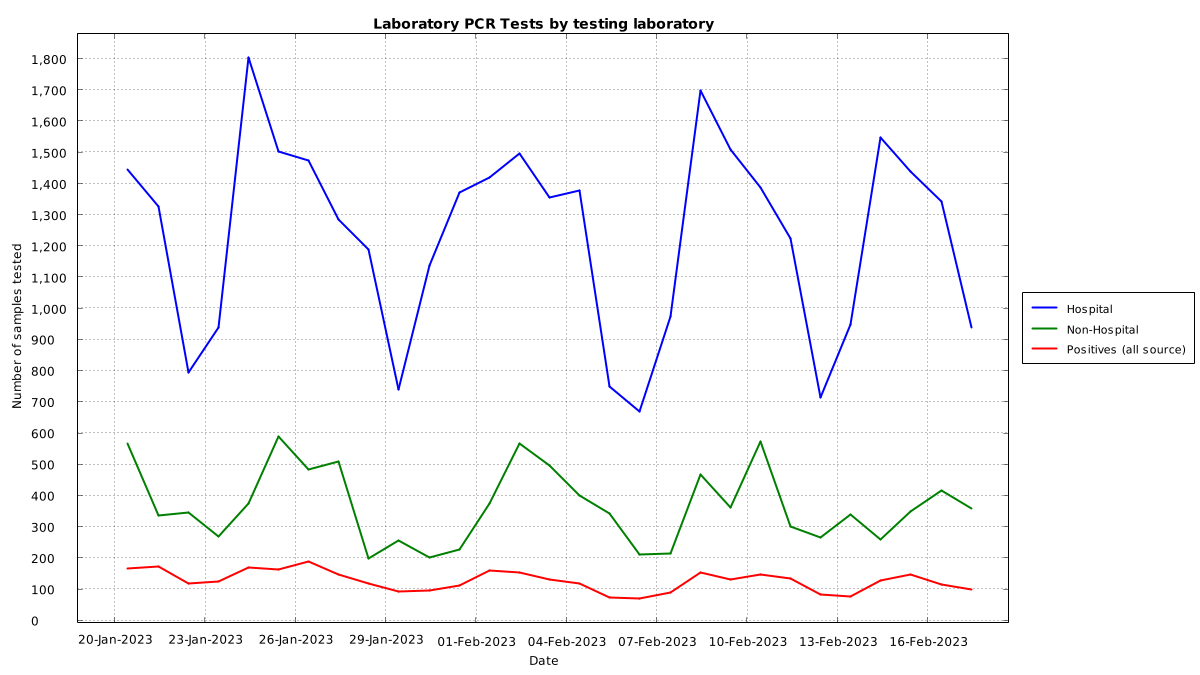 Laboratory PCR Tests by testing laboratory
1,800
1,700
1,600
1,500
1,400
1,300
1,200
1,100
1,000
900
800
700
600
500
400
300
200
100
0
Number of samples tested
20-Jan-2023 23-Jan-2023 26-Jan-2023 29-Jan-2023 01-Feb-2023 04-Feb-2023 07-Feb-2023 10-Feb-2023 13-Feb-2023 16-Feb-2023
Date
Hospital
Non-Hospital
Positives (all source)